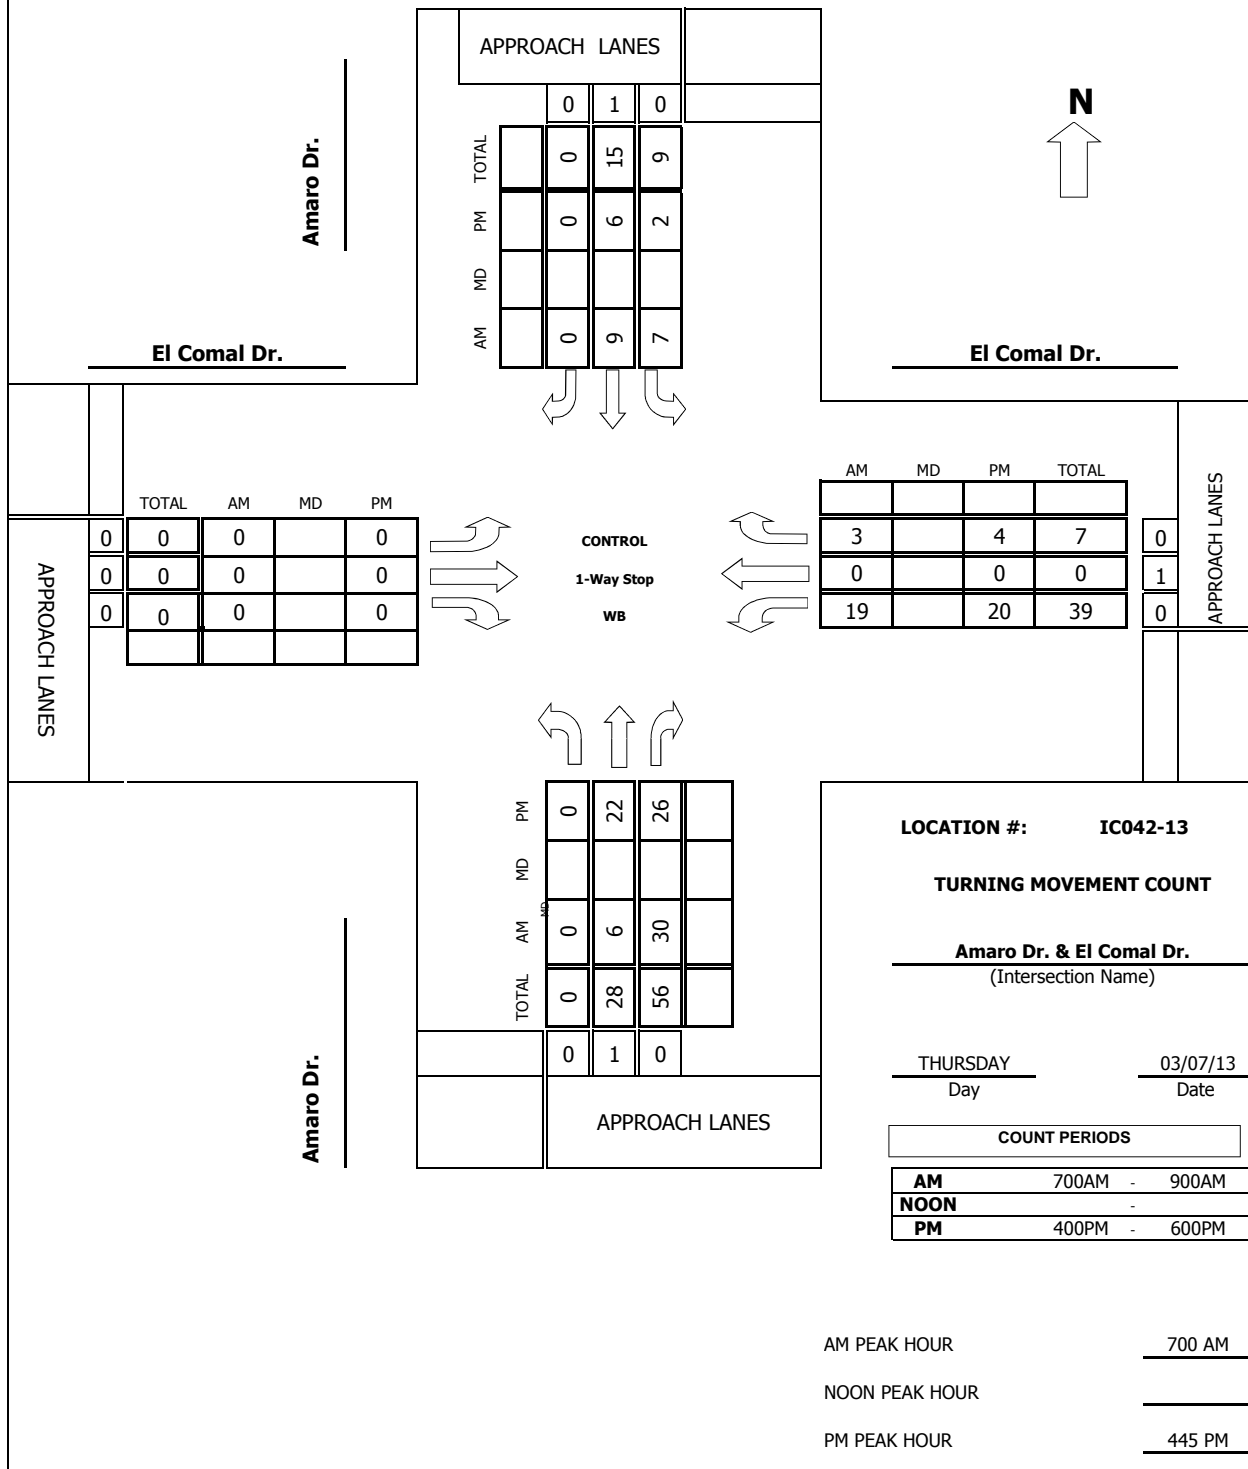 APPROACH LANES
0 1 0
N
Amaro Dr.
TOTAL 0 15 9
PM 0 6 2
MD
AM 0 9 7
El Comal Dr.
El Comal Dr.
AM MD PM TOTAL
TOTAL AM MD PM
0 0 0 0
CONTROL
3 4 7 0
0 0 0 0
1-Way Stop
0 0 0 1
0 0 0 0
WB
19 20 39 0
APPROACH LANES
APPROACH LANES
PM 0 22 26
MD
MD
AM 0 6 30
TOTAL 0 28 56
0 1 0
APPROACH LANES
Amaro Dr.
LOCATION #: IC042-13
TURNING MOVEMENT COUNT
Amaro Dr. & El Comal Dr.
(Intersection Name)
THURSDAY 03/07/13
Day Date
COUNT PERIODS
AM 700AM - 900AM
NOON -
PM 400PM - 600PM
AM PEAK HOUR 700 AM
NOON PEAK HOUR
PM PEAK HOUR 445 PM